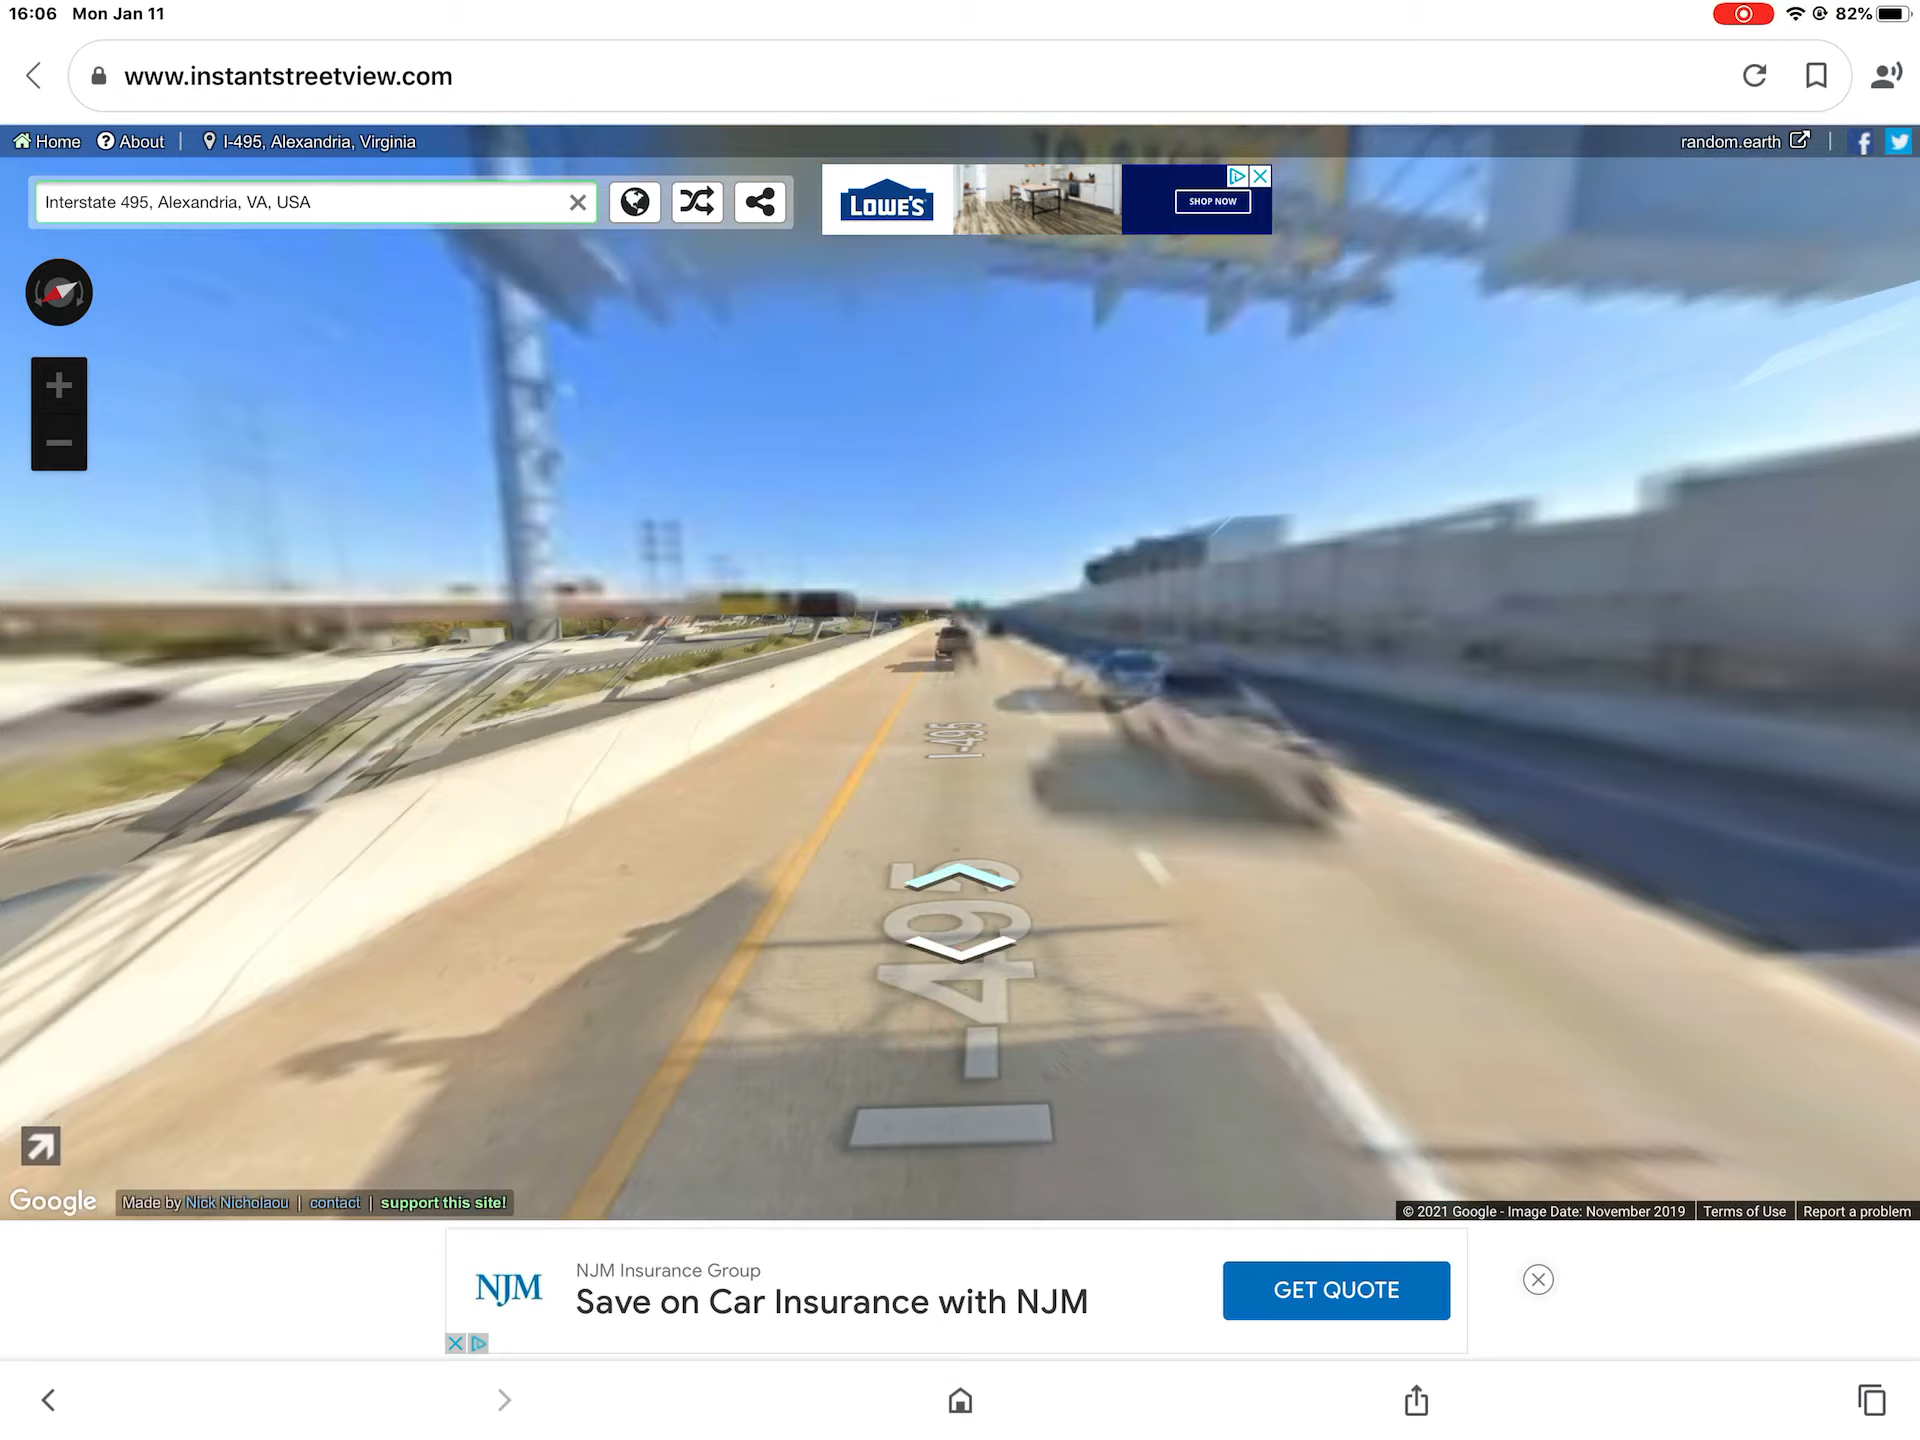 16:06 Mon Jan 11
82%
www.instantstreetview.com
Home About | I-495, Alexandria, Virginia
random.earth
Interstate 495, Alexandria, VA, USA
LOWE'S
SHOP NOW
I-495
I-495
Google
Made by Nick Nicholaou | contact | support this site!
© 2021 Google - Image Date: November 2019 Terms of Use Report a problem
NJM
NJM Insurance Group
Save on Car Insurance with NJM
GET QUOTE